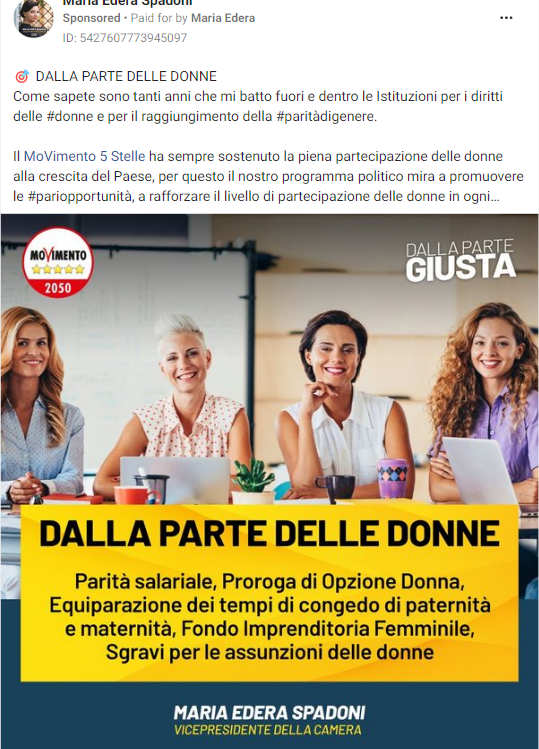 Maria Edera Spadoni
Sponsored • Paid for by Maria Edera
ID: 5427607773945097
🎯 DALLA PARTE DELLE DONNE
Come sapete sono tanti anni che mi batto fuori e dentro le Istituzioni per i diritti
delle #donne e per il raggiungimento della #paritàdigenere.
Il MoVimento 5 Stelle ha sempre sostenuto la piena partecipazione delle donne
alla crescita del Paese, per questo il nostro programma politico mira a promuovere
le #pariopportunità, a rafforzare il livello di partecipazione delle donne in ogni...
MOVIMENTO
2050
DALLA PARTE
GIUSTA
DALLA PARTE DELLE DONNE
Parità salariale, Proroga di Opzione Donna,
Equiparazione dei tempi di congedo di paternità
e maternità, Fondo Imprenditoria Femminile,
Sgravi per le assunzioni delle donne
MARIA EDERA SPADONI
VICEPRESIDENTE DELLA CAMERA